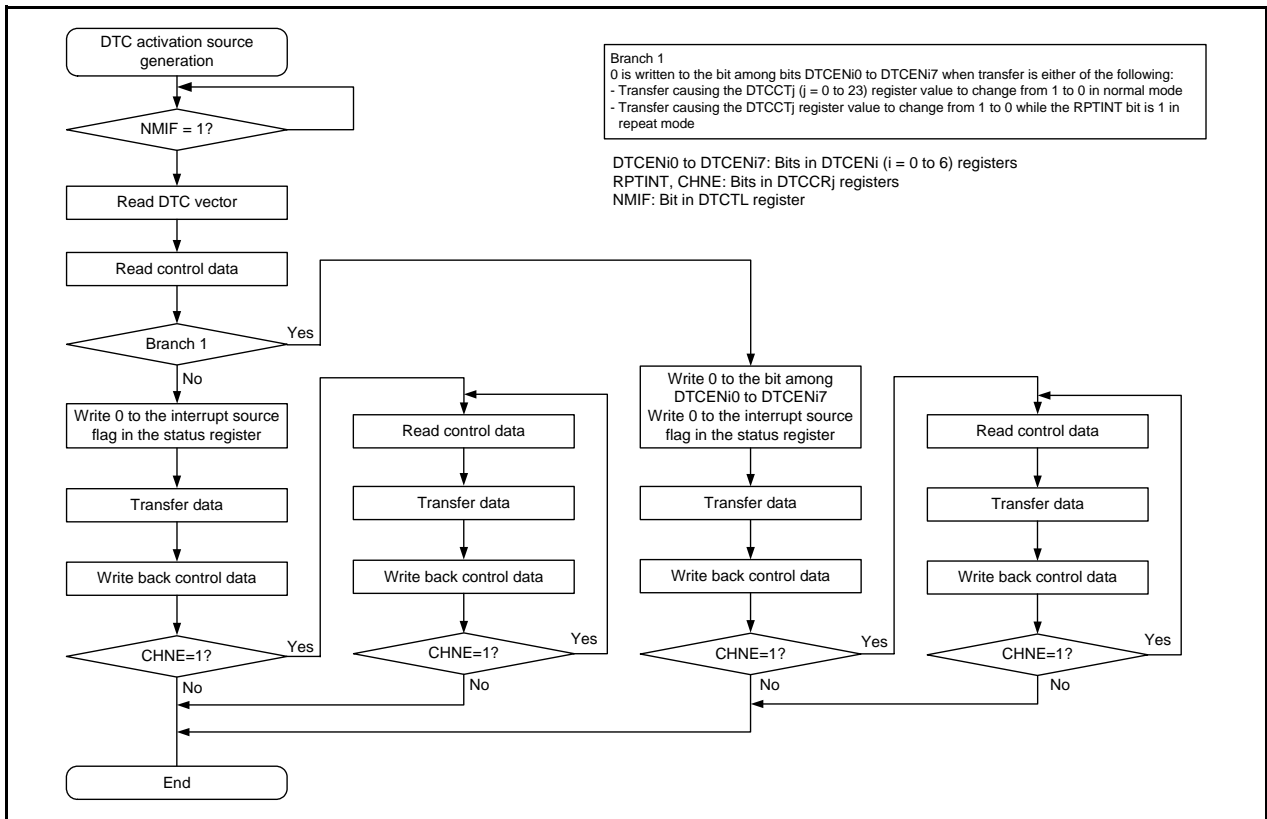 DTC activation source
generation
NMIF = 1?
Read DTC vector
Read control data
Branch 1
Yes
No
Write 0 to the interrupt source
flag in the status register
Transfer data
Write back control data
CHNE=1?
Yes
No
End
Read control data
Transfer data
Write back control data
CHNE=1?
Yes
No
Branch 1
0 is written to the bit among bits DTCENi0 to DTCENi7 when transfer is either of the following:
- Transfer causing the DTCCTj (j = 0 to 23) register value to change from 1 to 0 in normal mode
- Transfer causing the DTCCTj register value to change from 1 to 0 while the RPTINT bit is 1 in
repeat mode
DTCENi0 to DTCENi7: Bits in DTCENi (i = 0 to 6) registers
RPTINT, CHNE: Bits in DTCCRj registers
NMIF: Bit in DTCTL register
Write 0 to the bit among
DTCENi0 to DTCENi7
Write 0 to the interrupt source
flag in the status register
Transfer data
Write back control data
CHNE=1?
Yes
No
Read control data
Transfer data
Write back control data
CHNE=1?
Yes
No